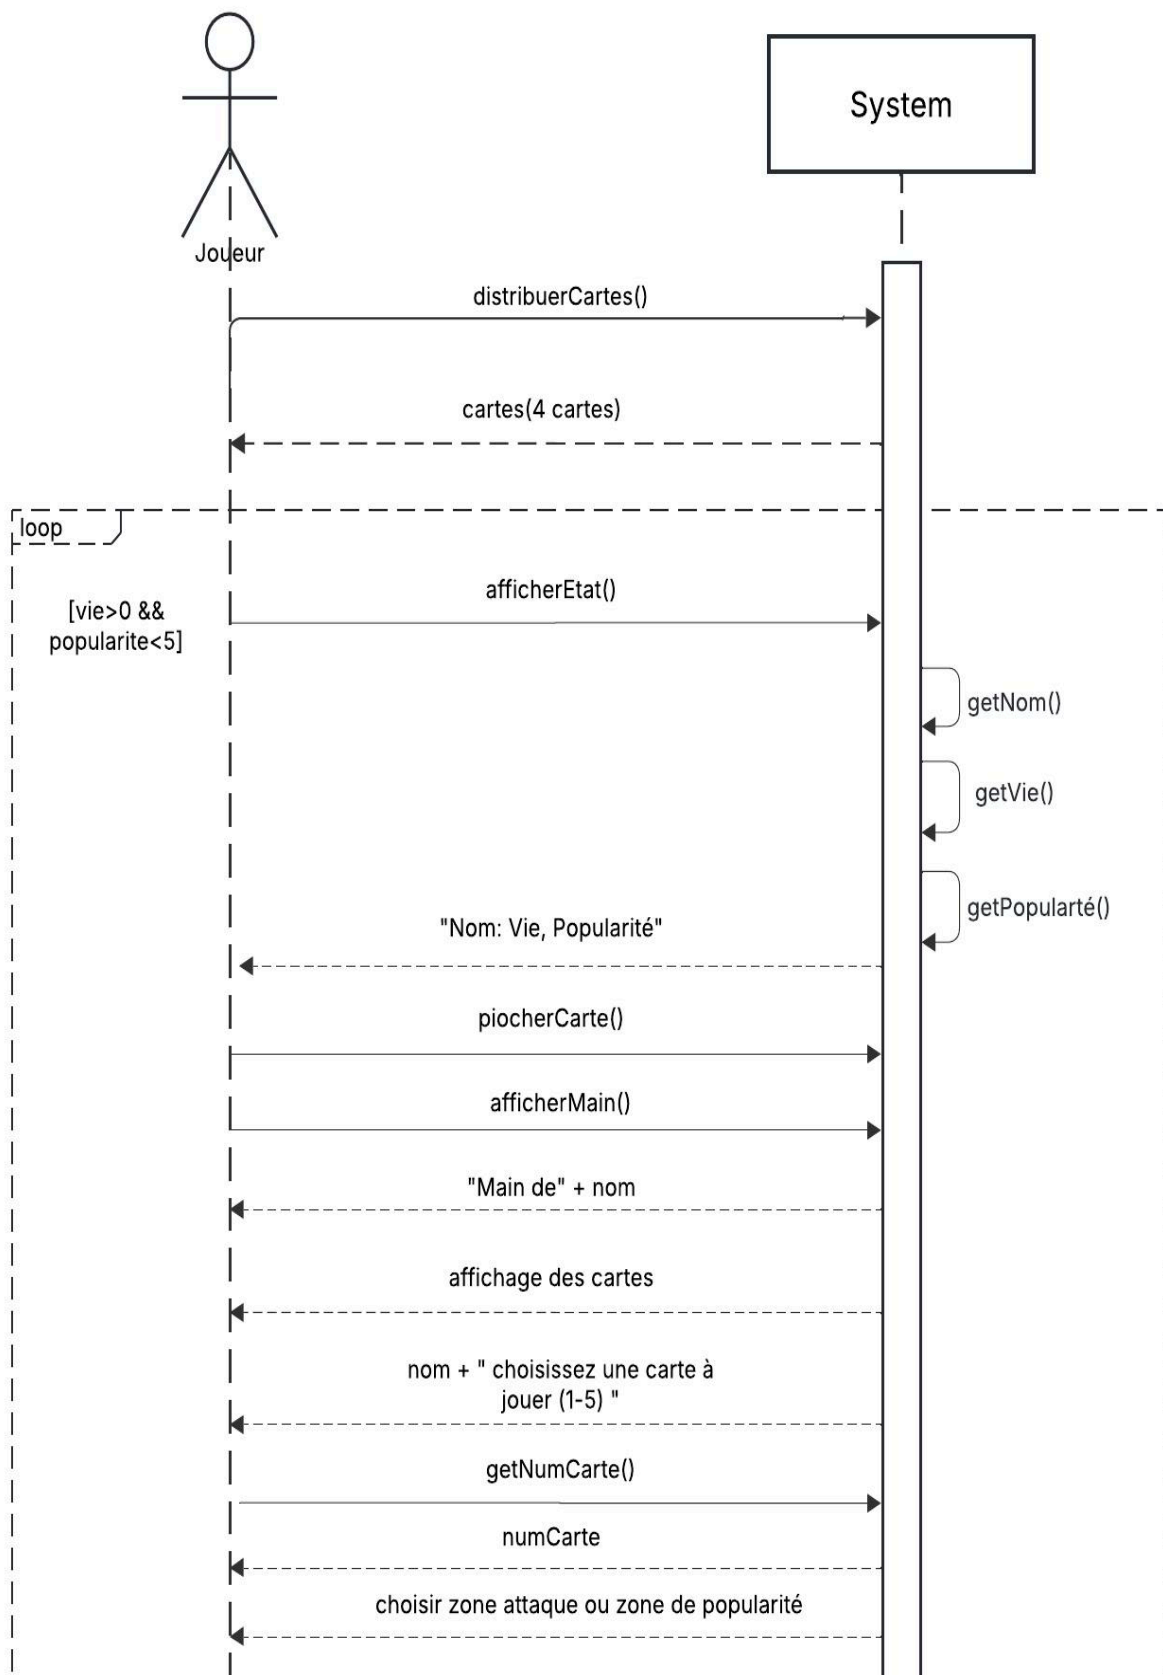 System
Joueur
distribuerCartes()
cartes(4 cartes)
loop
afficherEtat()
[vie>0 &&
popularite<5]
getNom()
getVie()
getPopularté()
"Nom: Vie, Popularité"
piocherCarte()
afficherMain()
"Main de" + nom
affichage des cartes
nom + " choisissez une carte à
jouer (1-5) "
getNumCarte()
numCarte
choisir zone attaque ou zone de popularité